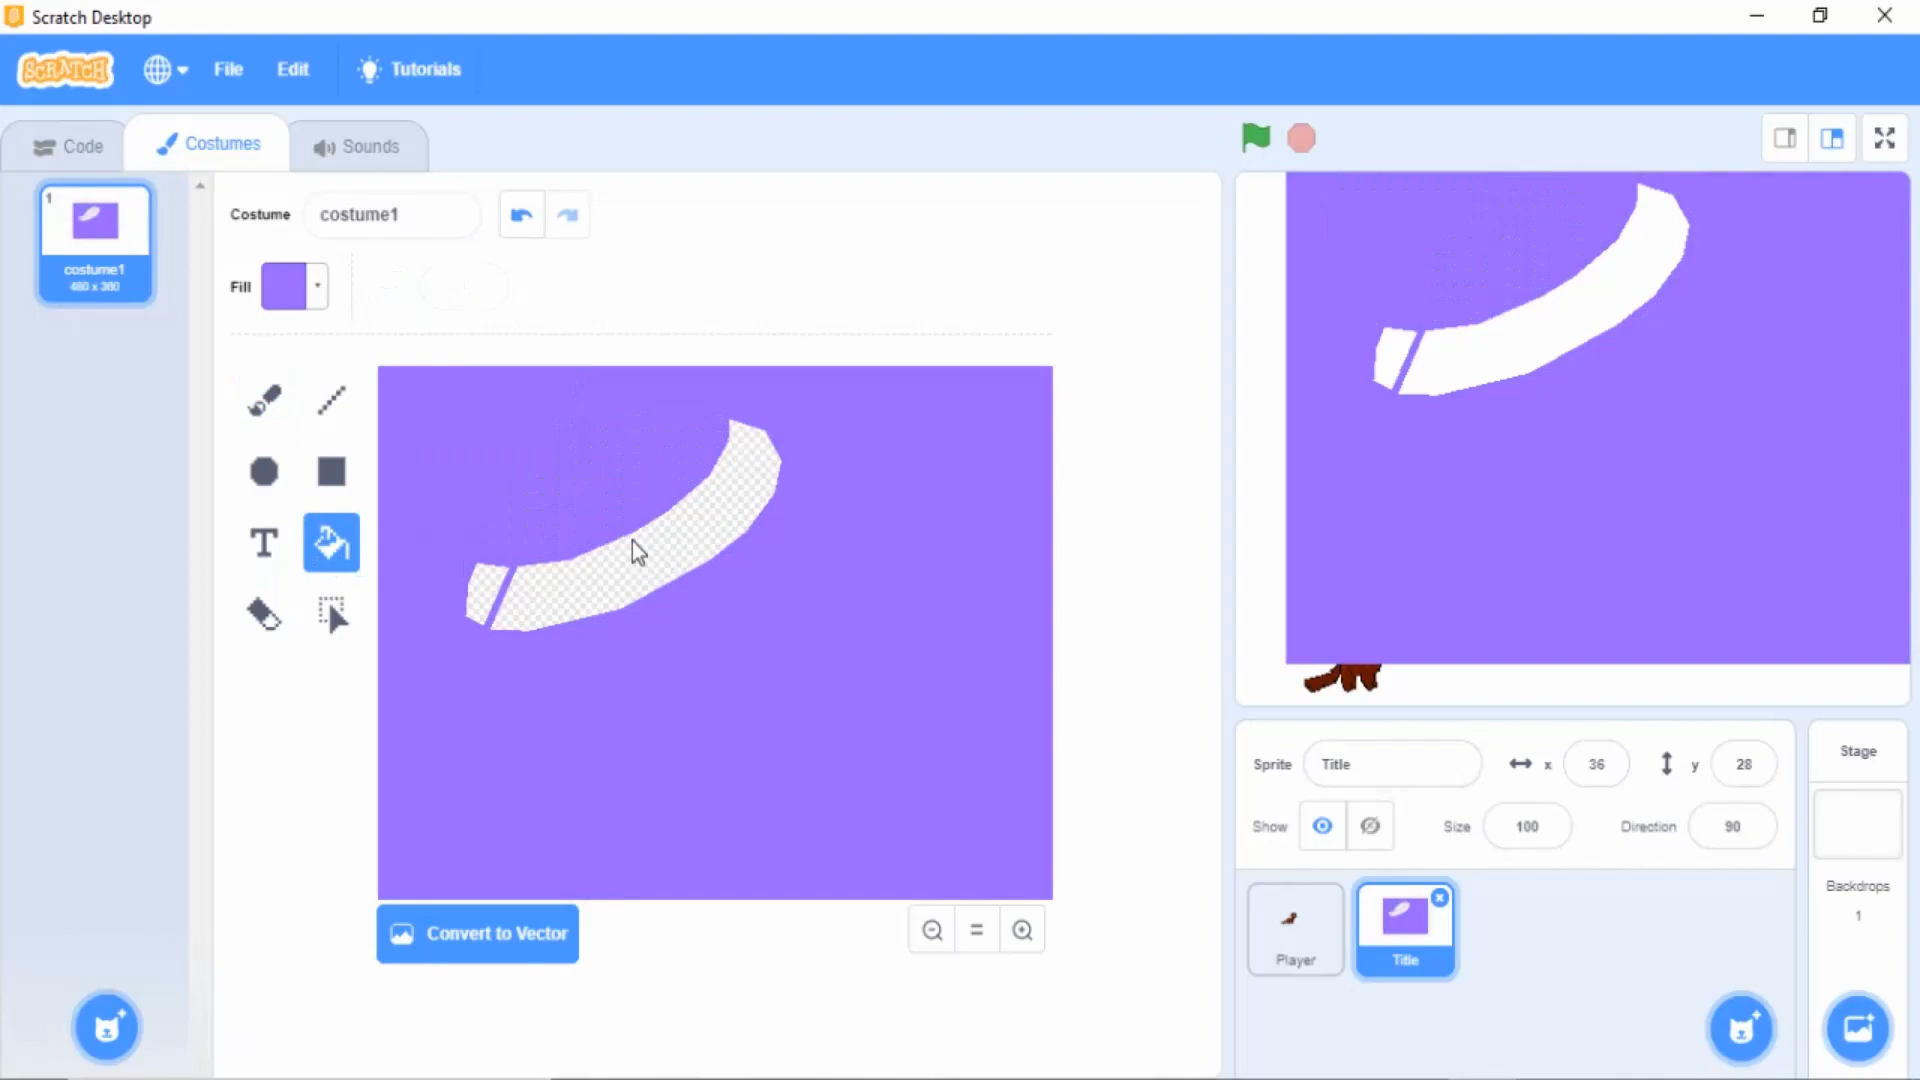 Scratch Desktop
SCRATCH File Edit Tutorials
Code Costumes Sounds
1
costume1
480 x 360
Costume costume1
Fill
T
Convert to Vector
Sprite Title x 36 y 28
Show Size 100 Direction 90
Player
Title
Stage
Backdrops
1